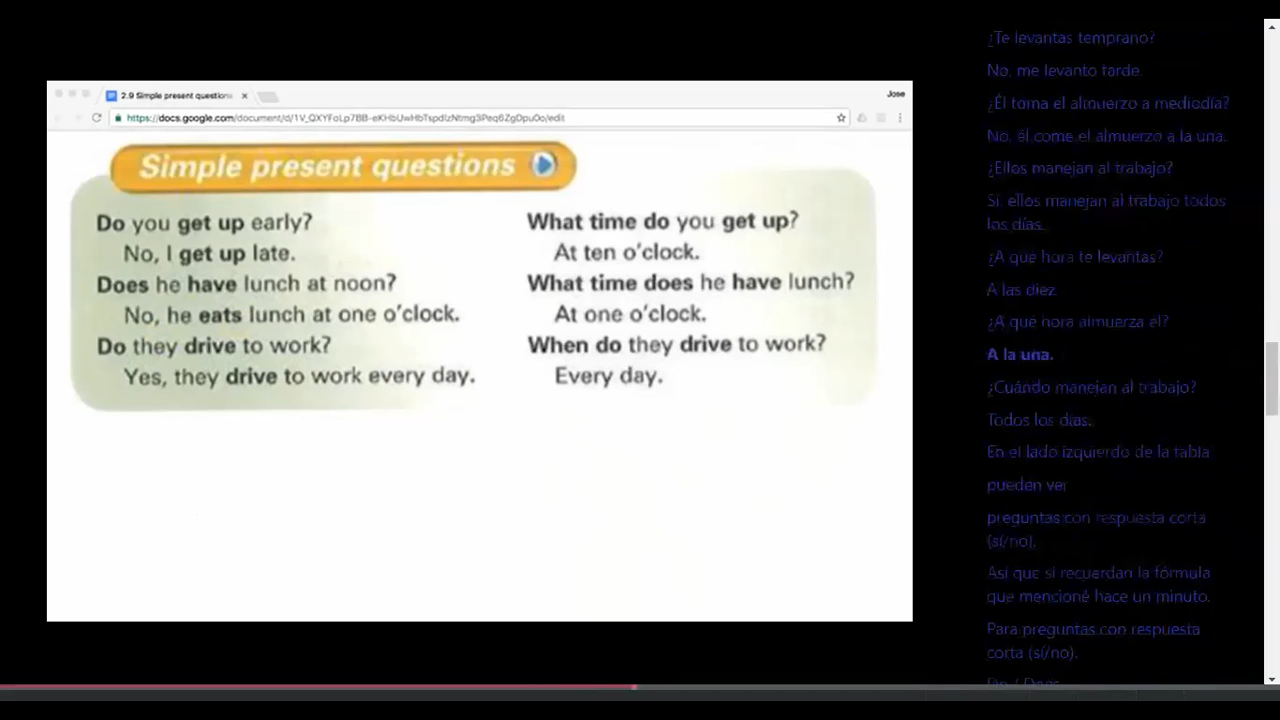 2.9 Simple present questions
Jose
Simple present questions
Do you get up early?
No, I get up late.
Does he have lunch at noon?
No, he eats lunch at one o'clock.
Do they drive to work?
Yes, they drive to work every day.
What time do you get up?
At ten o'clock.
What time does he have lunch?
At one o'clock.
When do they drive to work?
Every day.
¿Te levantas temprano?
No, me levanto tarde.
¿Él toma el almuerzo a mediodía?
No, él come el almuerzo a la una.
¿Ellos manejan al trabajo?
Sí, ellos manejan al trabajo todos
los días.
¿A qué hora te levantas?
A las diez.
¿A qué hora almuerza él?
A la una.
¿Cuándo manejan al trabajo?
Todos los días.
En el lado izquierdo de la tabla
pueden ver
preguntas con respuesta corta
(sí/no).
Así que si recuerdan la fórmula
que mencioné hace un minuto.
Para preguntas con respuesta
corta (sí/no).